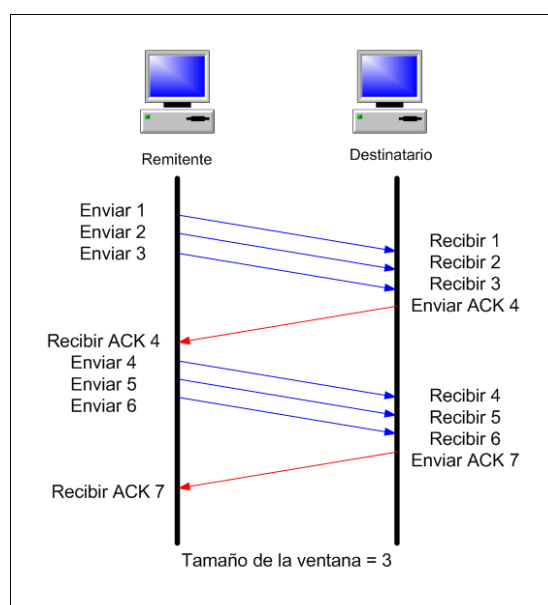 Remitente
Destinatario
Enviar 1
Enviar 2
Enviar 3
Recibir 1
Recibir 2
Recibir 3
Enviar ACK 4
Recibir ACK 4
Enviar 4
Enviar 5
Enviar 6
Recibir 4
Recibir 5
Recibir 6
Enviar ACK 7
Recibir ACK 7
Tamaño de la ventana = 3